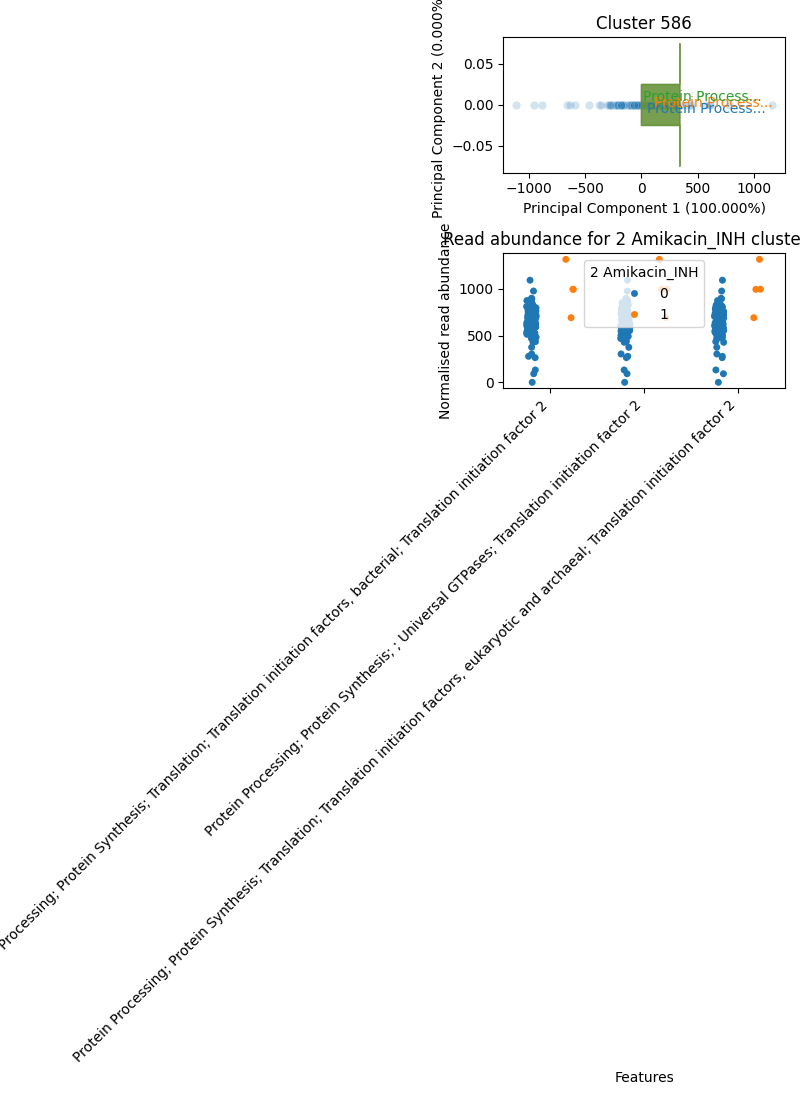 Cluster 586
Principal Component 2 (0.000%
0.05
0.00
−0.05
Protein Process...
Protein Process...
Protein Process...
−1000 −500 0 500 1000
Principal Component 1 (100.000%)
Read abundance for 2 Amikacin_INH cluste
Normalised read abundance
1000
500
0
2 Amikacin_INH
0
1
Processing; Protein Synthesis; Translation; Translation initiation factors, bacterial; Translation initiation factor 2
Protein Processing; Protein Synthesis; ; Universal GTPases; Translation initiation factor 2
Protein Processing; Protein Synthesis; Translation; Translation initiation factors, eukaryotic and archaeal; Translation initiation factor 2
Features